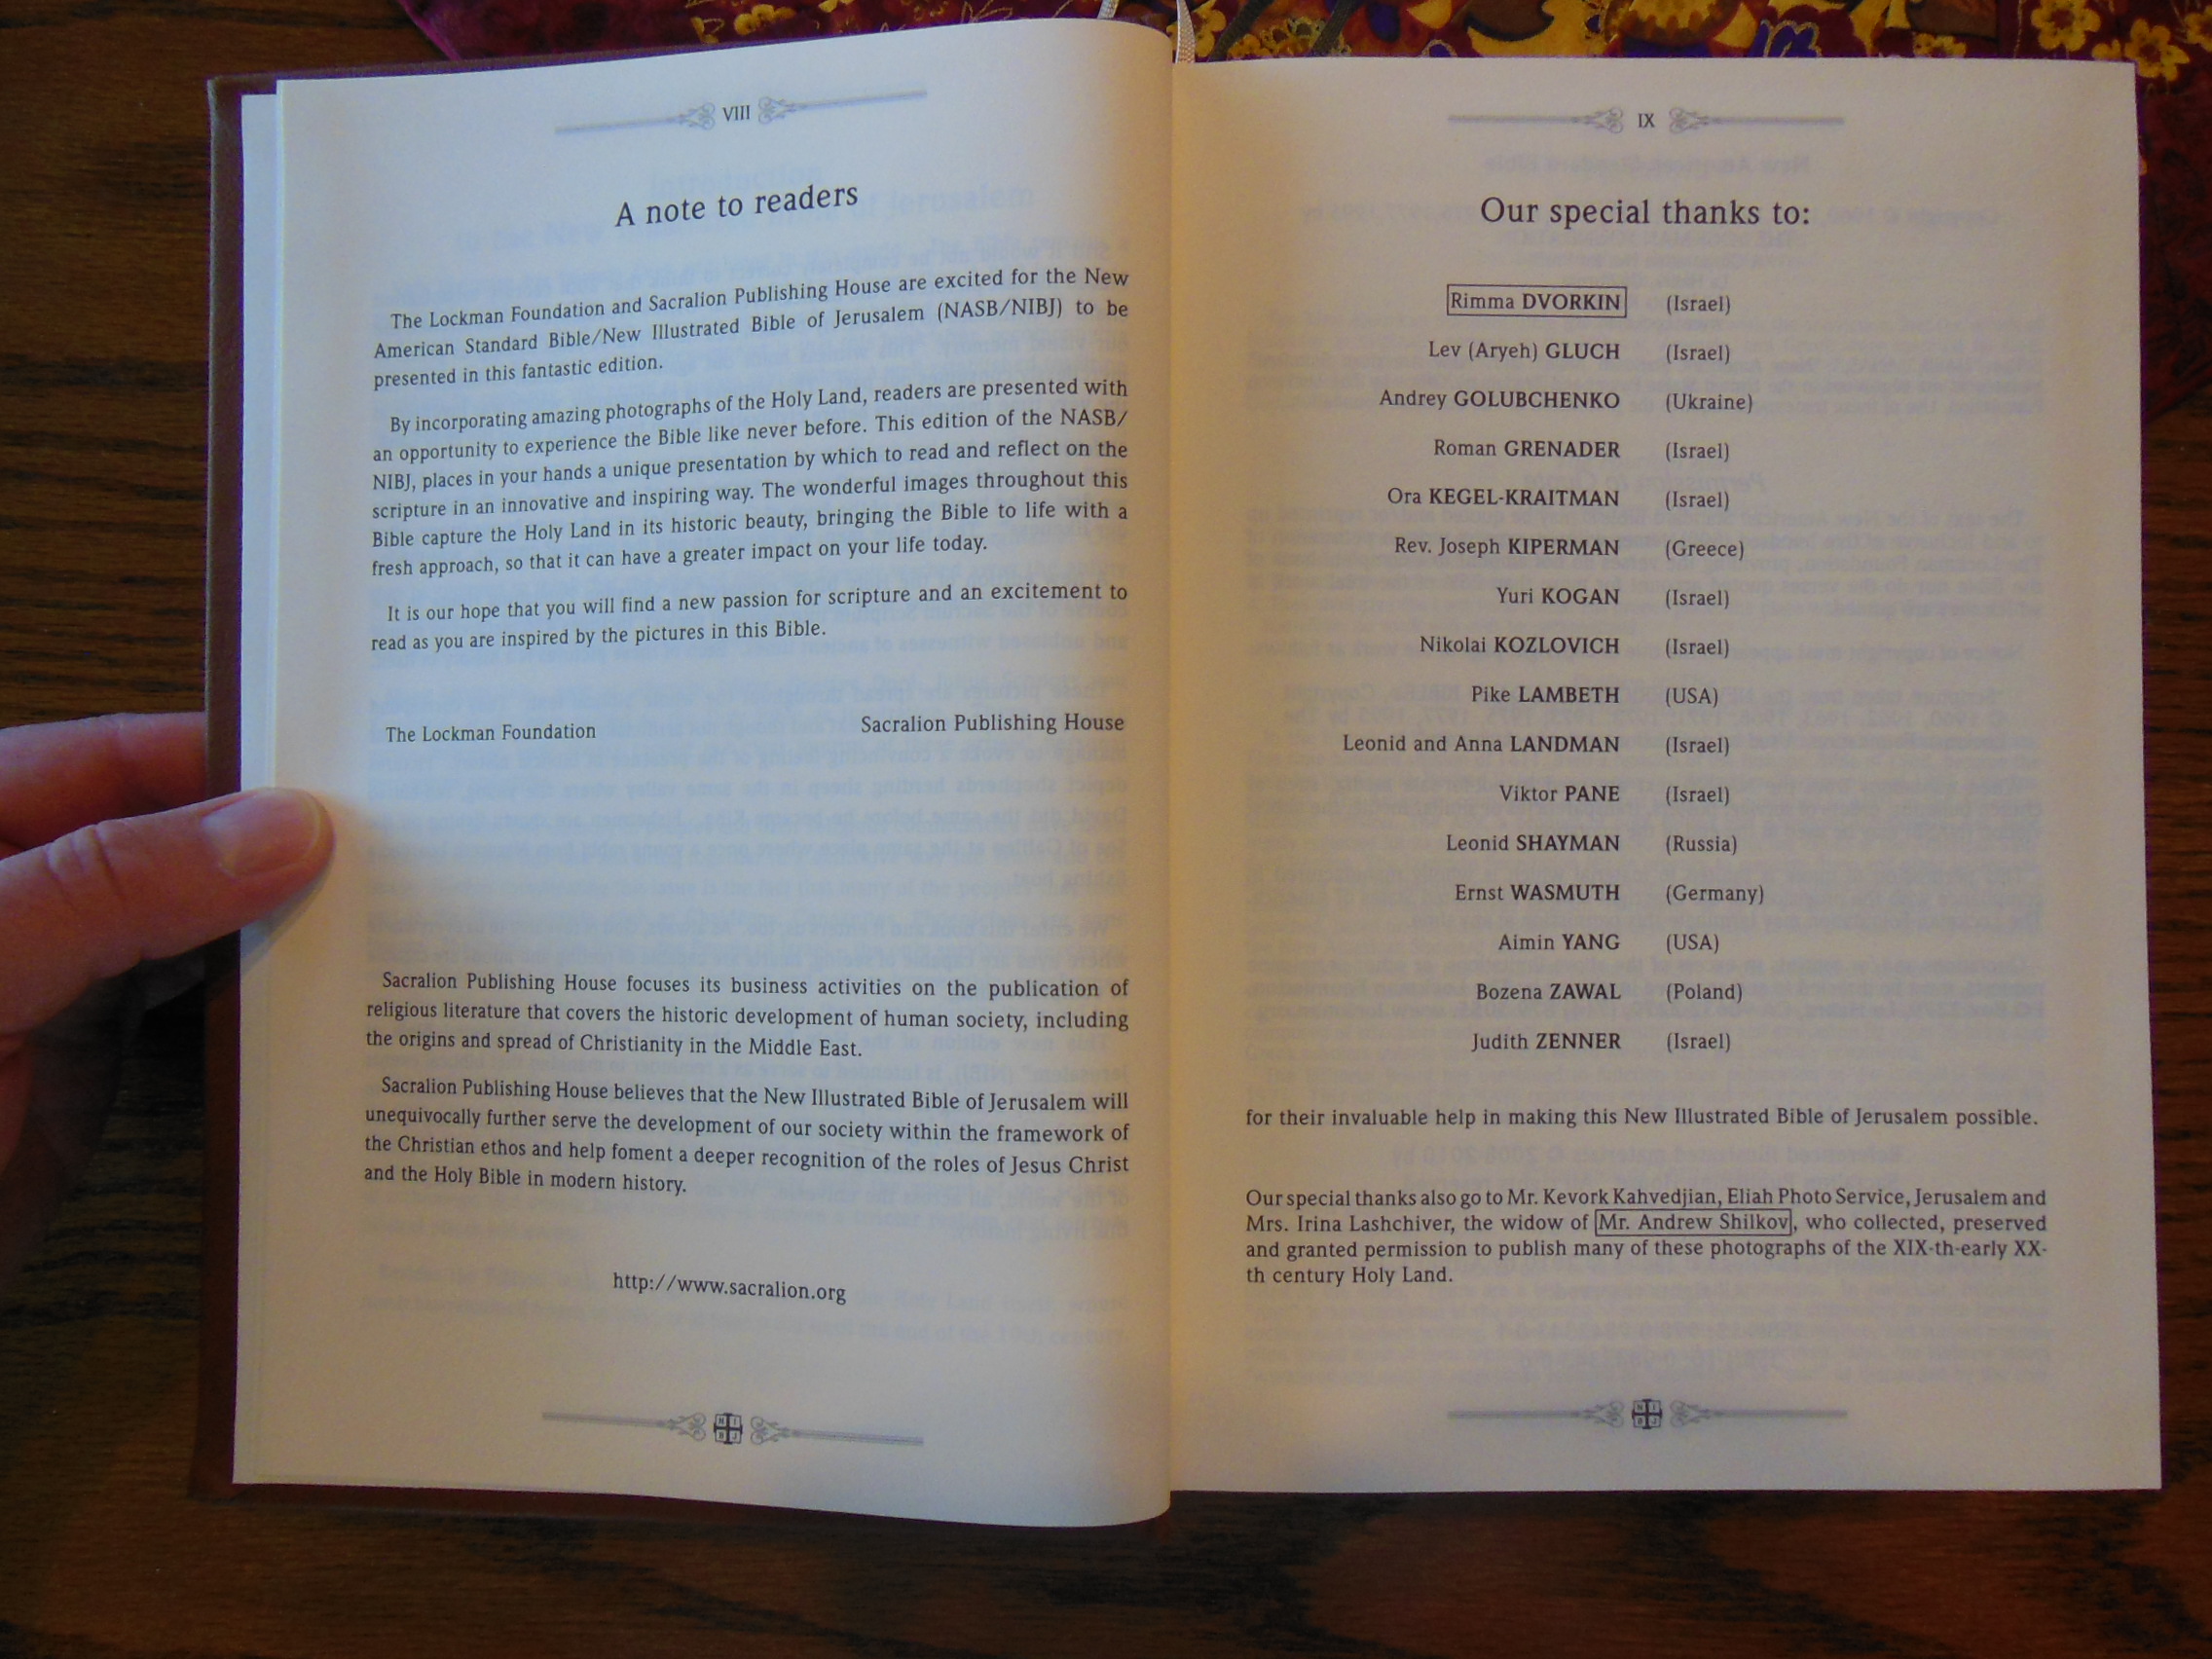 VIII
A note to readers
The Lockman Foundation and Sacralion Publishing House are excited for the New
American Standard Bible/New Illustrated Bible of Jerusalem (NASB/NIBJ) to be
presented in this fantastic edition.
By incorporating amazing photographs of the Holy Land, readers are presented with
an opportunity to experience the Bible like never before. This edition of the NASB/
NIBJ, places in your hands a unique presentation by which to read and reflect on the
scripture in an innovative and inspiring way. The wonderful images throughout this
Bible capture the Holy Land in its historic beauty, bringing the Bible to life with a
fresh approach, so that it can have a greater impact on your life today.
It is our hope that you will find a new passion for scripture and an excitement to
read as you are inspired by the pictures in this Bible.
The Lockman Foundation Sacralion Publishing House
Sacralion Publishing House focuses its business activities on the publication of
religious literature that covers the historic development of human society, including
the origins and spread of Christianity in the Middle East.
Sacralion Publishing House believes that the New Illustrated Bible of Jerusalem will
unequivocally further serve the development of our society within the framework of
the Christian ethos and help foment a deeper recognition of the roles of Jesus Christ
and the Holy Bible in modern history.
http://www.sacralion.org
N I
B J
IX
Our special thanks to:
Rimma DVORKIN (Israel)
Lev (Aryeh) GLUCH (Israel)
Andrey GOLUBCHENKO (Ukraine)
Roman GRENADER (Israel)
Ora KEGEL-KRAITMAN (Israel)
Rev. Joseph KIPERMAN (Greece)
Yuri KOGAN (Israel)
Nikolai KOZLOVICH (Israel)
Pike LAMBETH (USA)
Leonid and Anna LANDMAN (Israel)
Viktor PANE (Israel)
Leonid SHAYMAN (Russia)
Ernst WASMUTH (Germany)
Aimin YANG (USA)
Bozena ZAWAL (Poland)
Judith ZENNER (Israel)
for their invaluable help in making this New Illustrated Bible of Jerusalem possible.
Our special thanks also go to Mr. Kevork Kahvedjian, Eliah Photo Service, Jerusalem and
Mrs. Irina Lashchiver, the widow of Mr. Andrew Shilkov, who collected, preserved
and granted permission to publish many of these photographs of the XIX-th-early XX-
th century Holy Land.
N I
B J